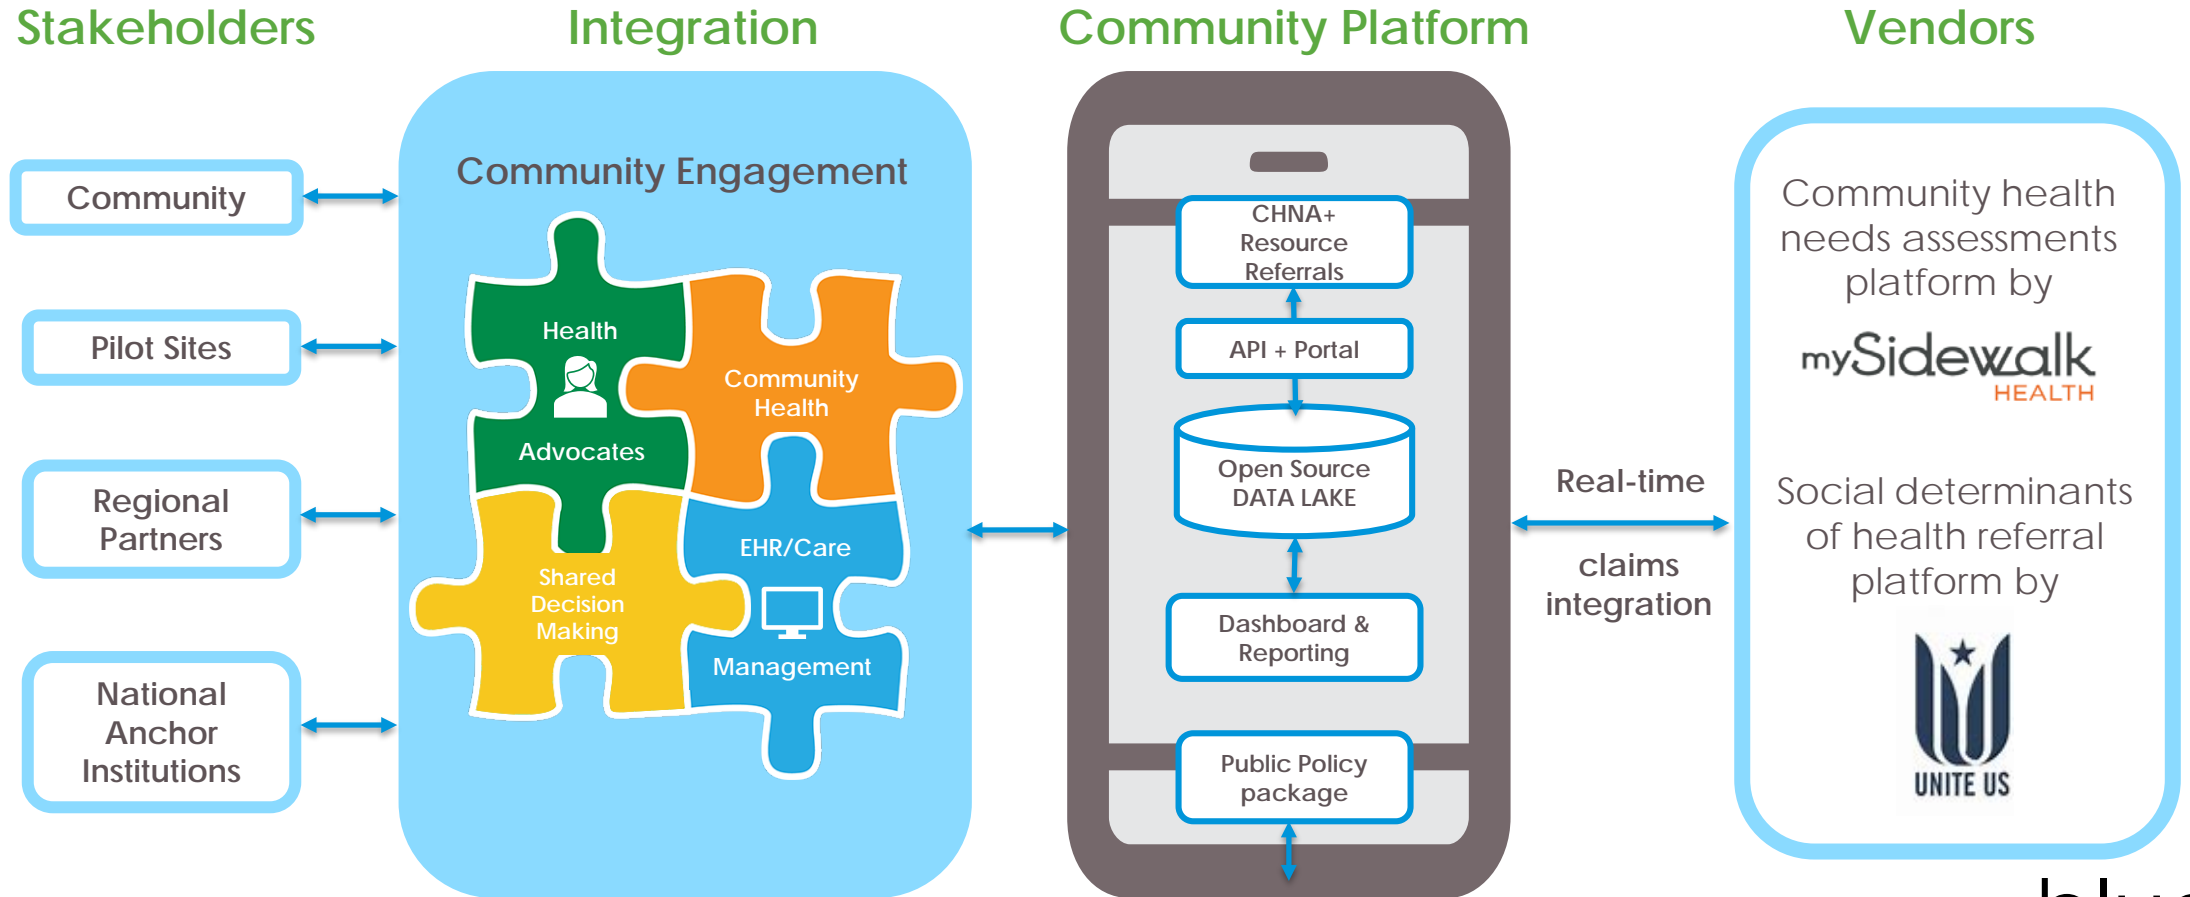 Stakeholders
Integration
Community Platform
Vendors
Community
Pilot Sites
Regional
Partners
National
Anchor
Institutions
Community Engagement
Health
Advocates
Community
Health
Shared
Decision
Making
EHR/Care
Management
CHNA+
Resource
Referrals
API + Portal
Open Source
DATA LAKE
Dashboard &
Reporting
Public Policy
package
Real-time
claims
integration
Community health
needs assessments
platform by
mySidewalk
HEALTH
Social determinants
of health referral
platform by
UNITE US